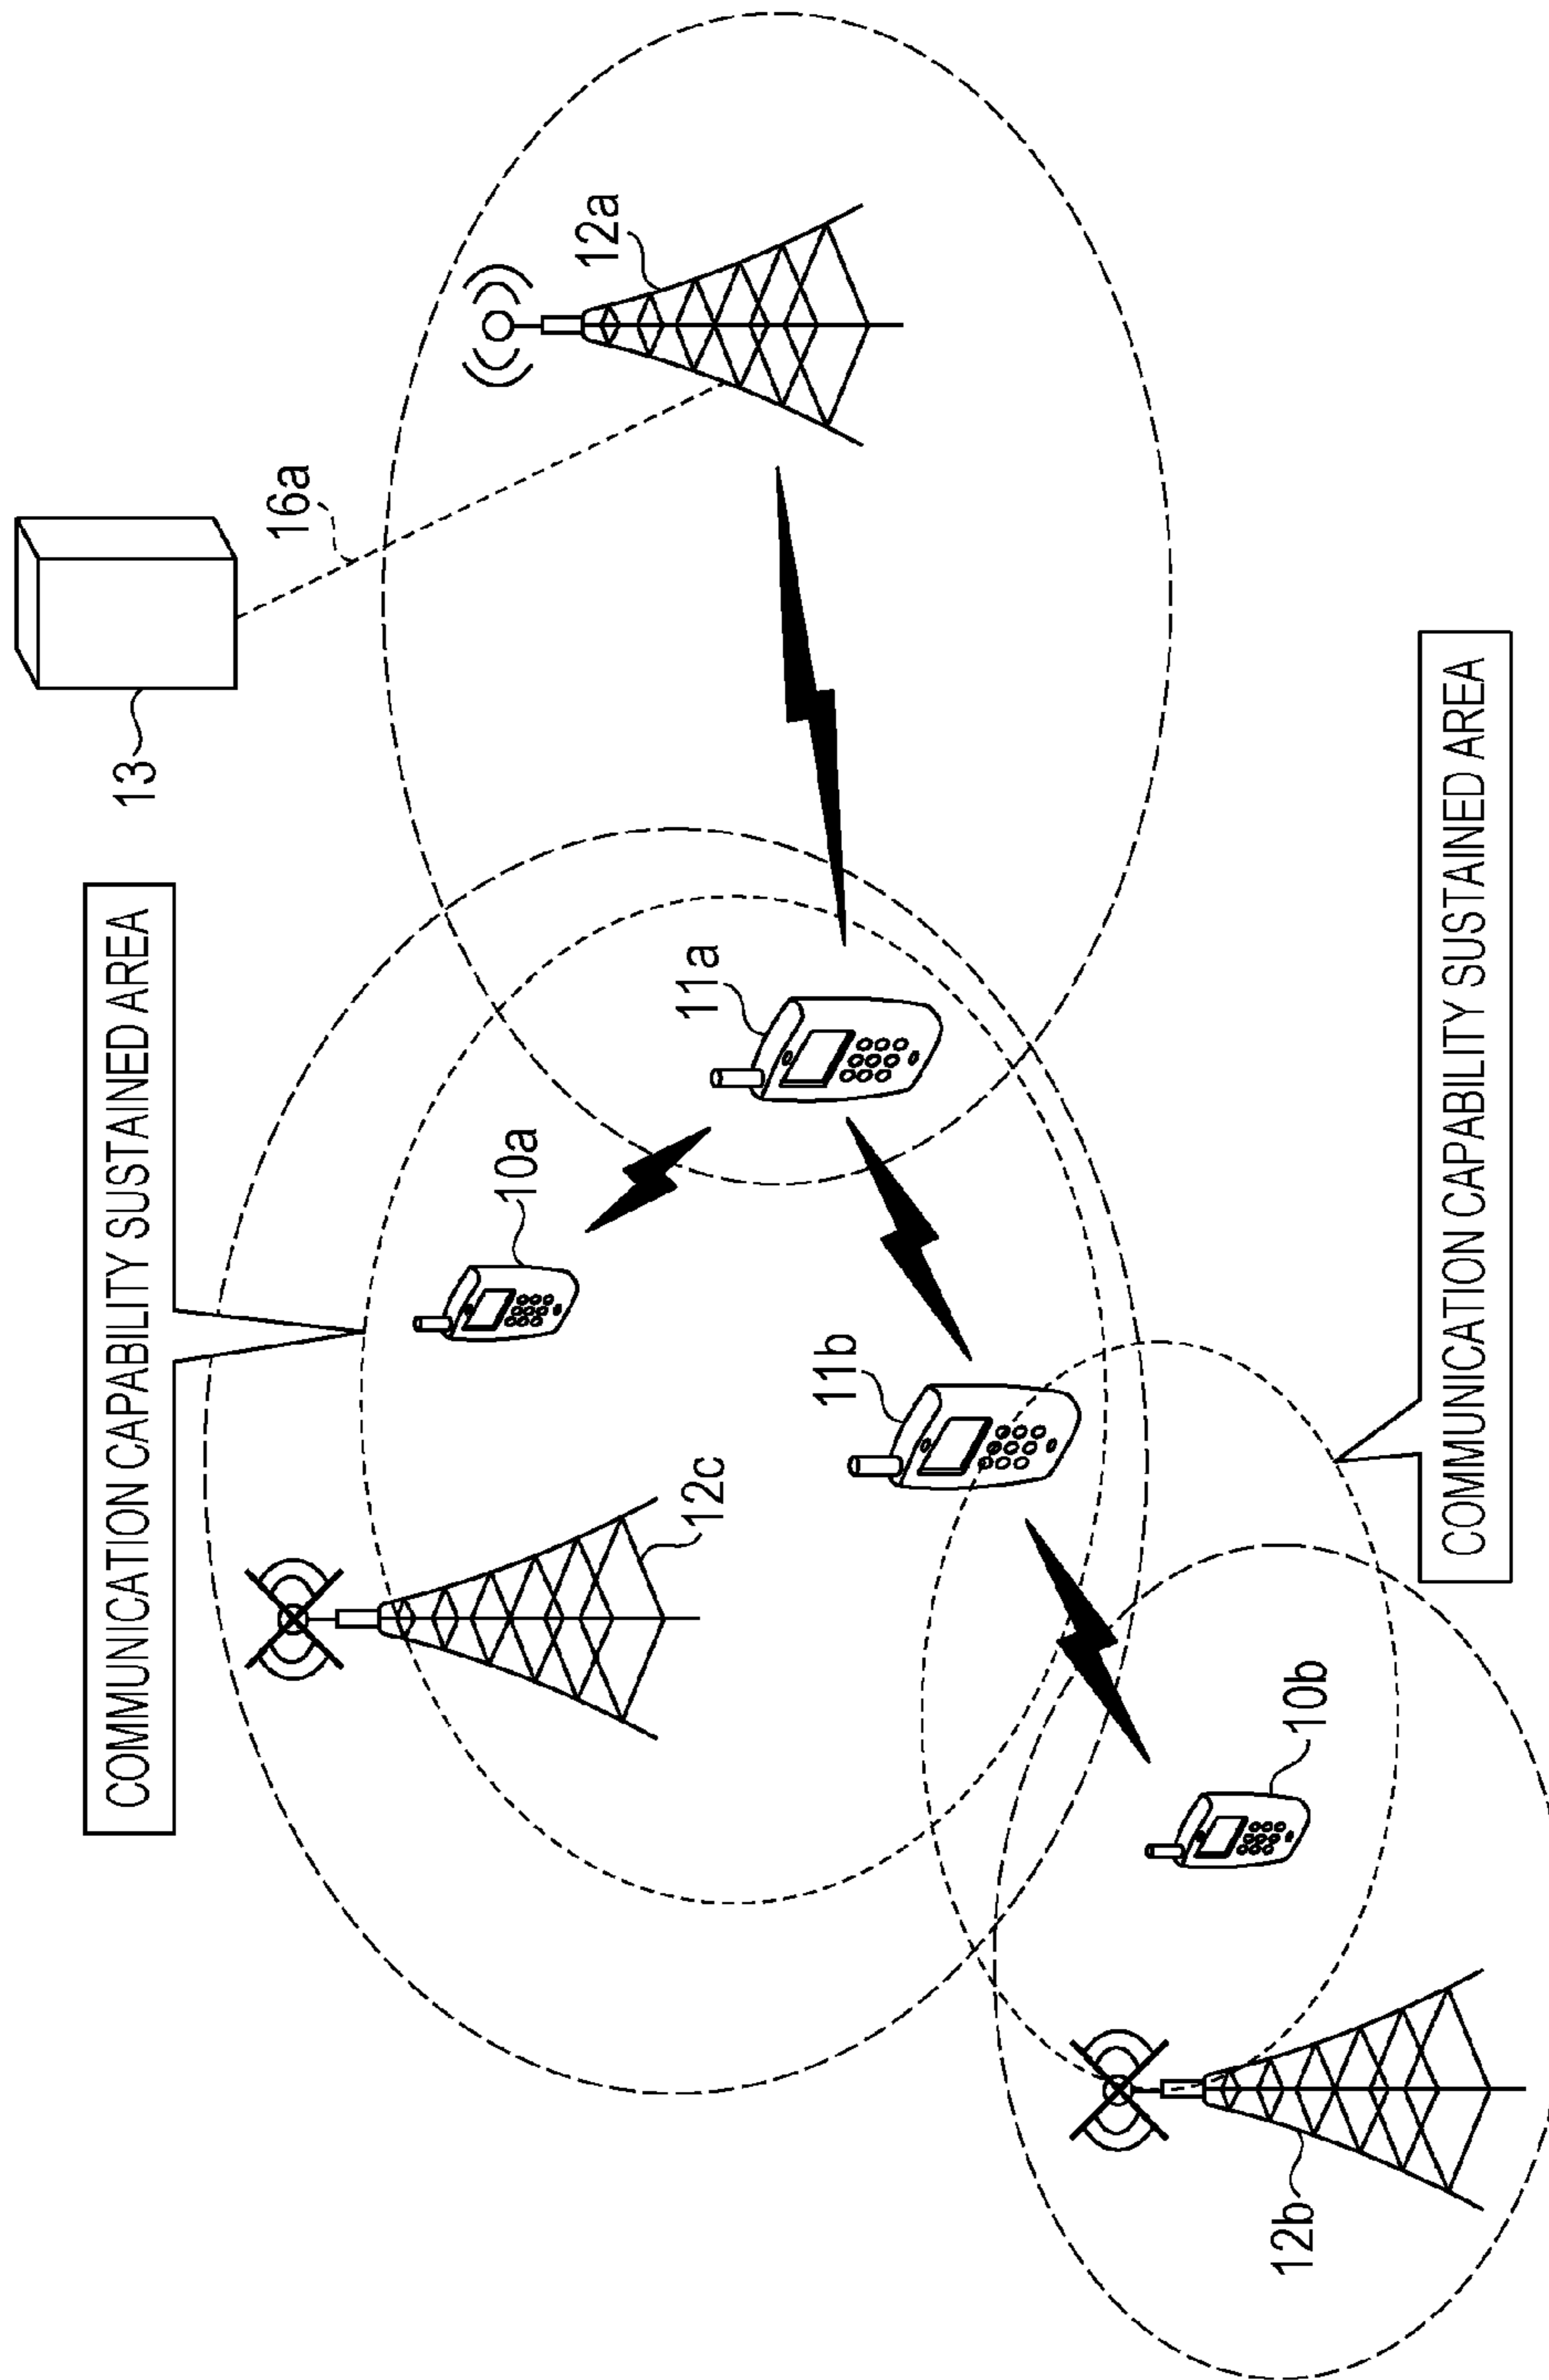 COMMUNICATION CAPABILITY SUSTAINED AREA
13
16a
12a
12c
10a
11a
11b
12b
10b
COMMUNICATION CAPABILITY SUSTAINED AREA